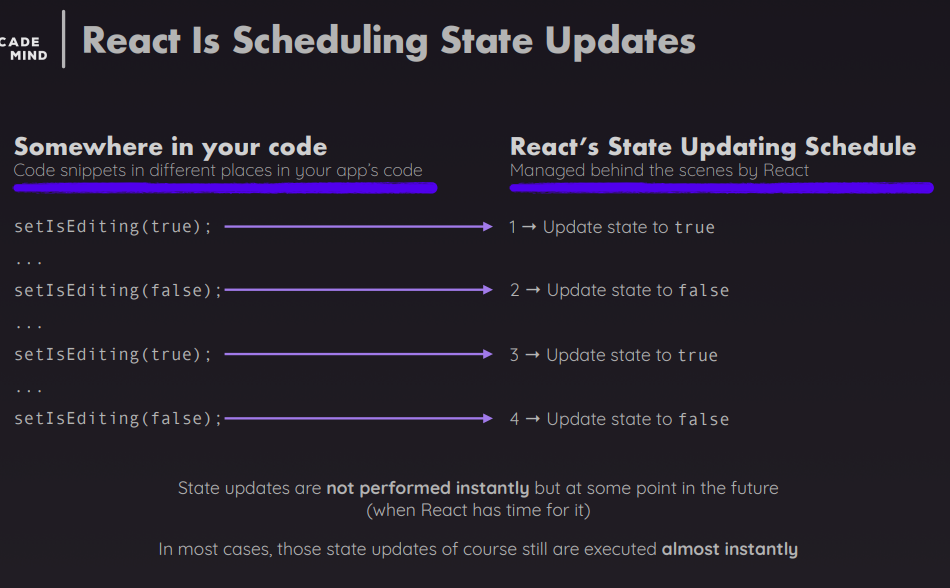 CADE
MIND
React Is Scheduling State Updates
Somewhere in your code
Code snippets in different places in your app's code
React's State Updating Schedule
Managed behind the scenes by React
setIsEditing(true);
1 → Update state to true
...
setIsEditing(false);
2 → Update state to false
...
setIsEditing(true);
3 → Update state to true
...
setIsEditing(false);
4 → Update state to false
State updates are not performed instantly but at some point in the future
(when React has time for it)
In most cases, those state updates of course still are executed almost instantly